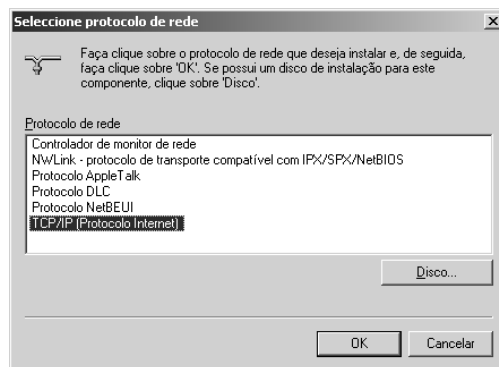 Seleccione protocolo de rede
Faça clique sobre o protocolo de rede que deseja instalar e, de seguida,
faça clique sobre 'OK'. Se possui um disco de instalação para este
componente, clique sobre 'Disco'.
Protocolo de rede
Controlador de monitor de rede
NWLink - protocolo de transporte compatível com IPX/SPX/NetBIOS
Protocolo AppleTalk
Protocolo DLC
Protocolo NetBEUI
TCP/IP (Protocolo Internet)
Disco...
OK
Cancelar